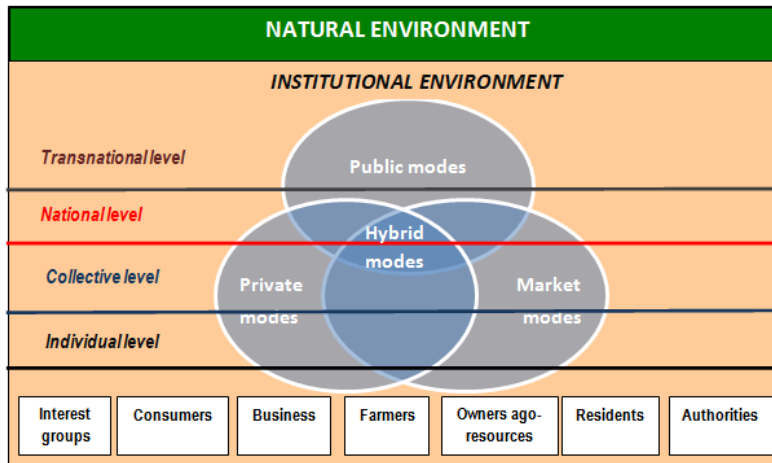 NATURAL ENVIRONMENT
INSTITUTIONAL ENVIRONMENT
Transnational level
Public modes
National level
Hybrid
modes
Collective level
Private
modes
Market
modes
Individual level
Interest
groups
Consumers
Business
Farmers
Owners ago-
resources
Residents
Authorities